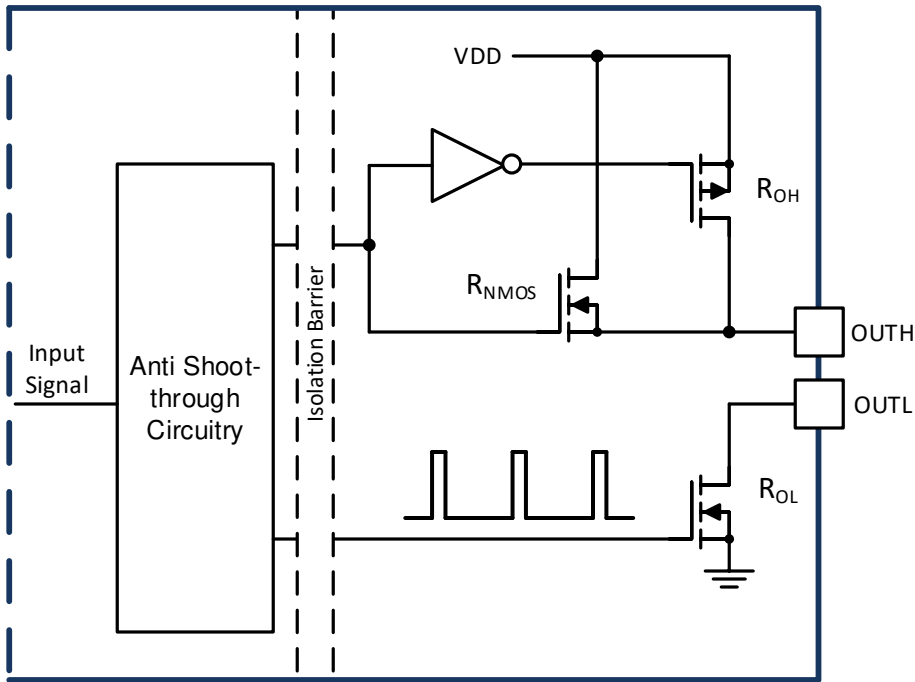 VDD
R_OH
R_NMOS
Isolation Barrier
Input
Signal
Anti Shoot-
through
Circuitry
OUTH
OUTL
R_OL